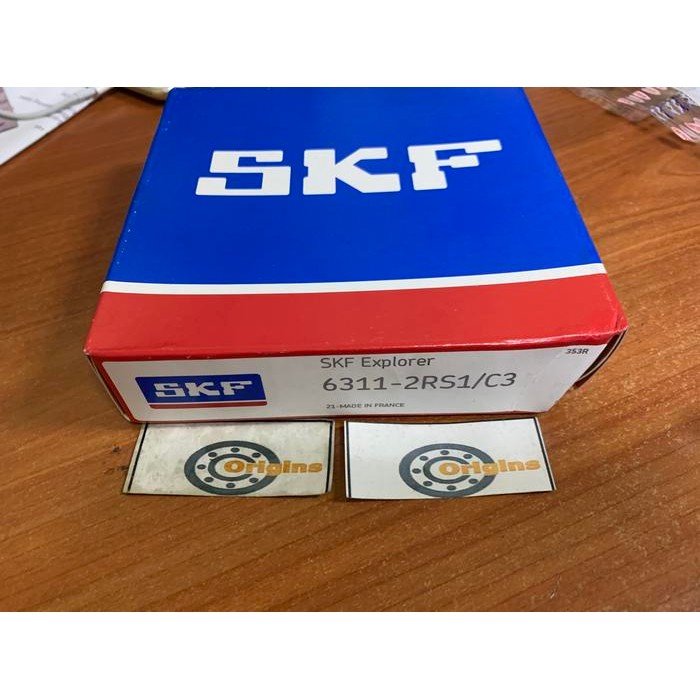 SKF
SKF Explorer
353R
SKF
6311-2RS1/C3
21-MADE IN FRANCE
Origins
Origins